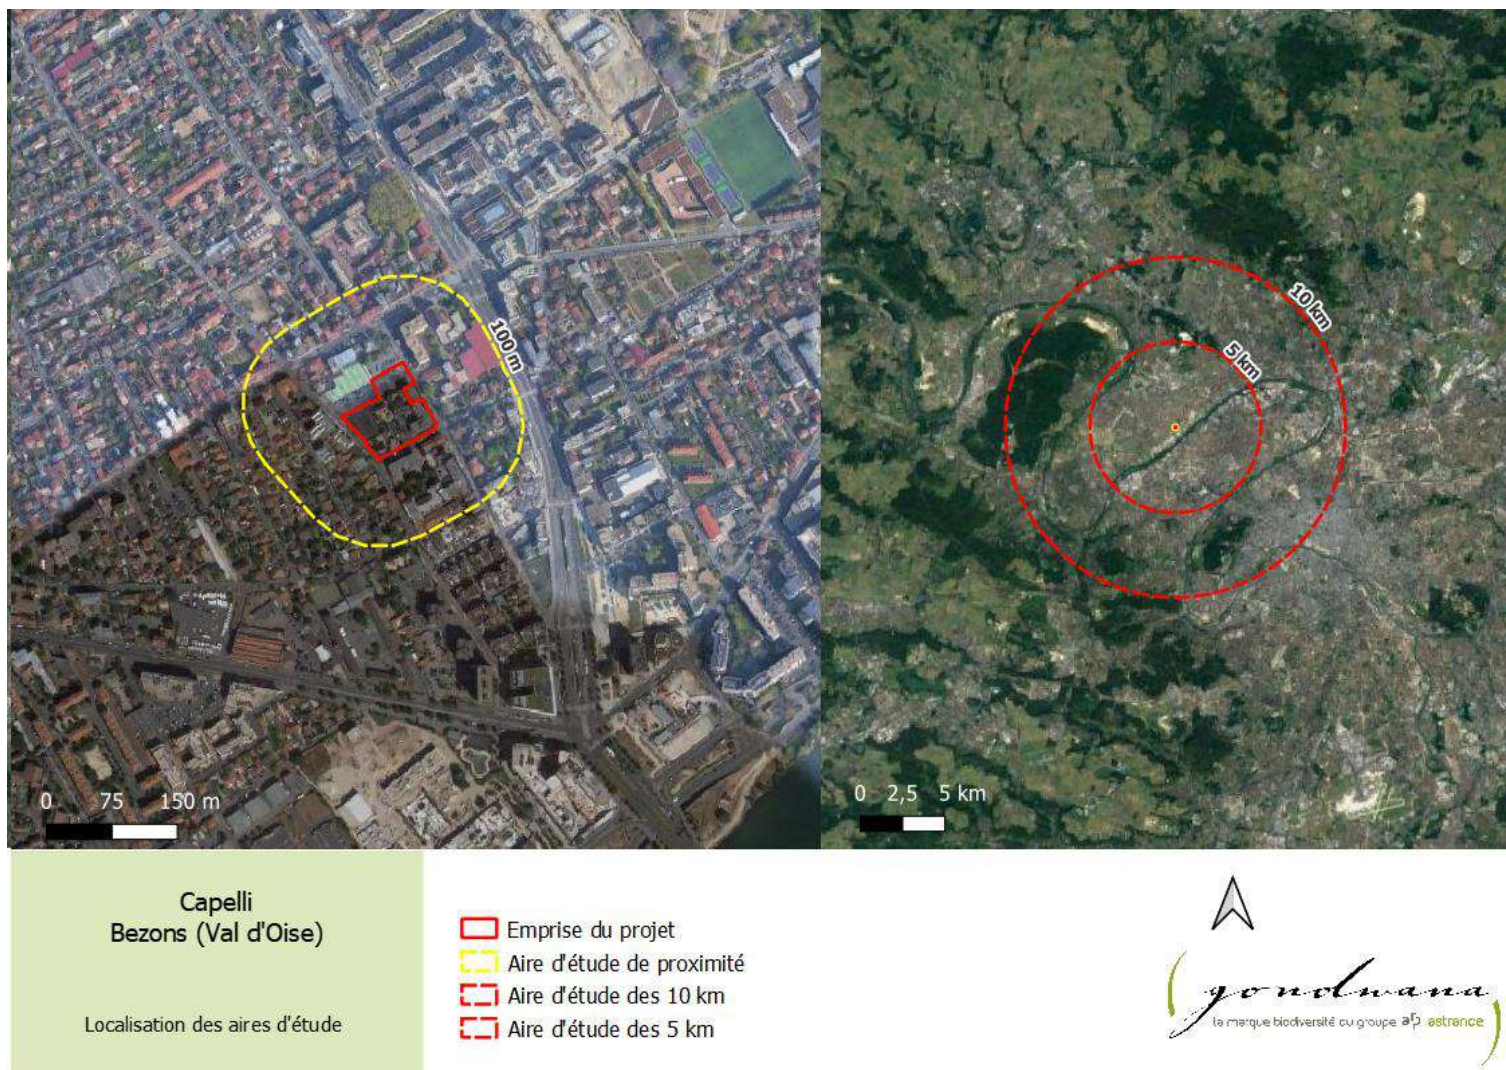 100 m
0 75 150 m
10 km
5 km
0 2,5 5 km
Capelli
Bezons (Val d'Oise)
Localisation des aires d'étude
Emprise du projet
Aire d'étude de proximité
Aire d'étude des 10 km
Aire d'étude des 5 km
gondwana
la marque biodiversité du groupe arp astrance